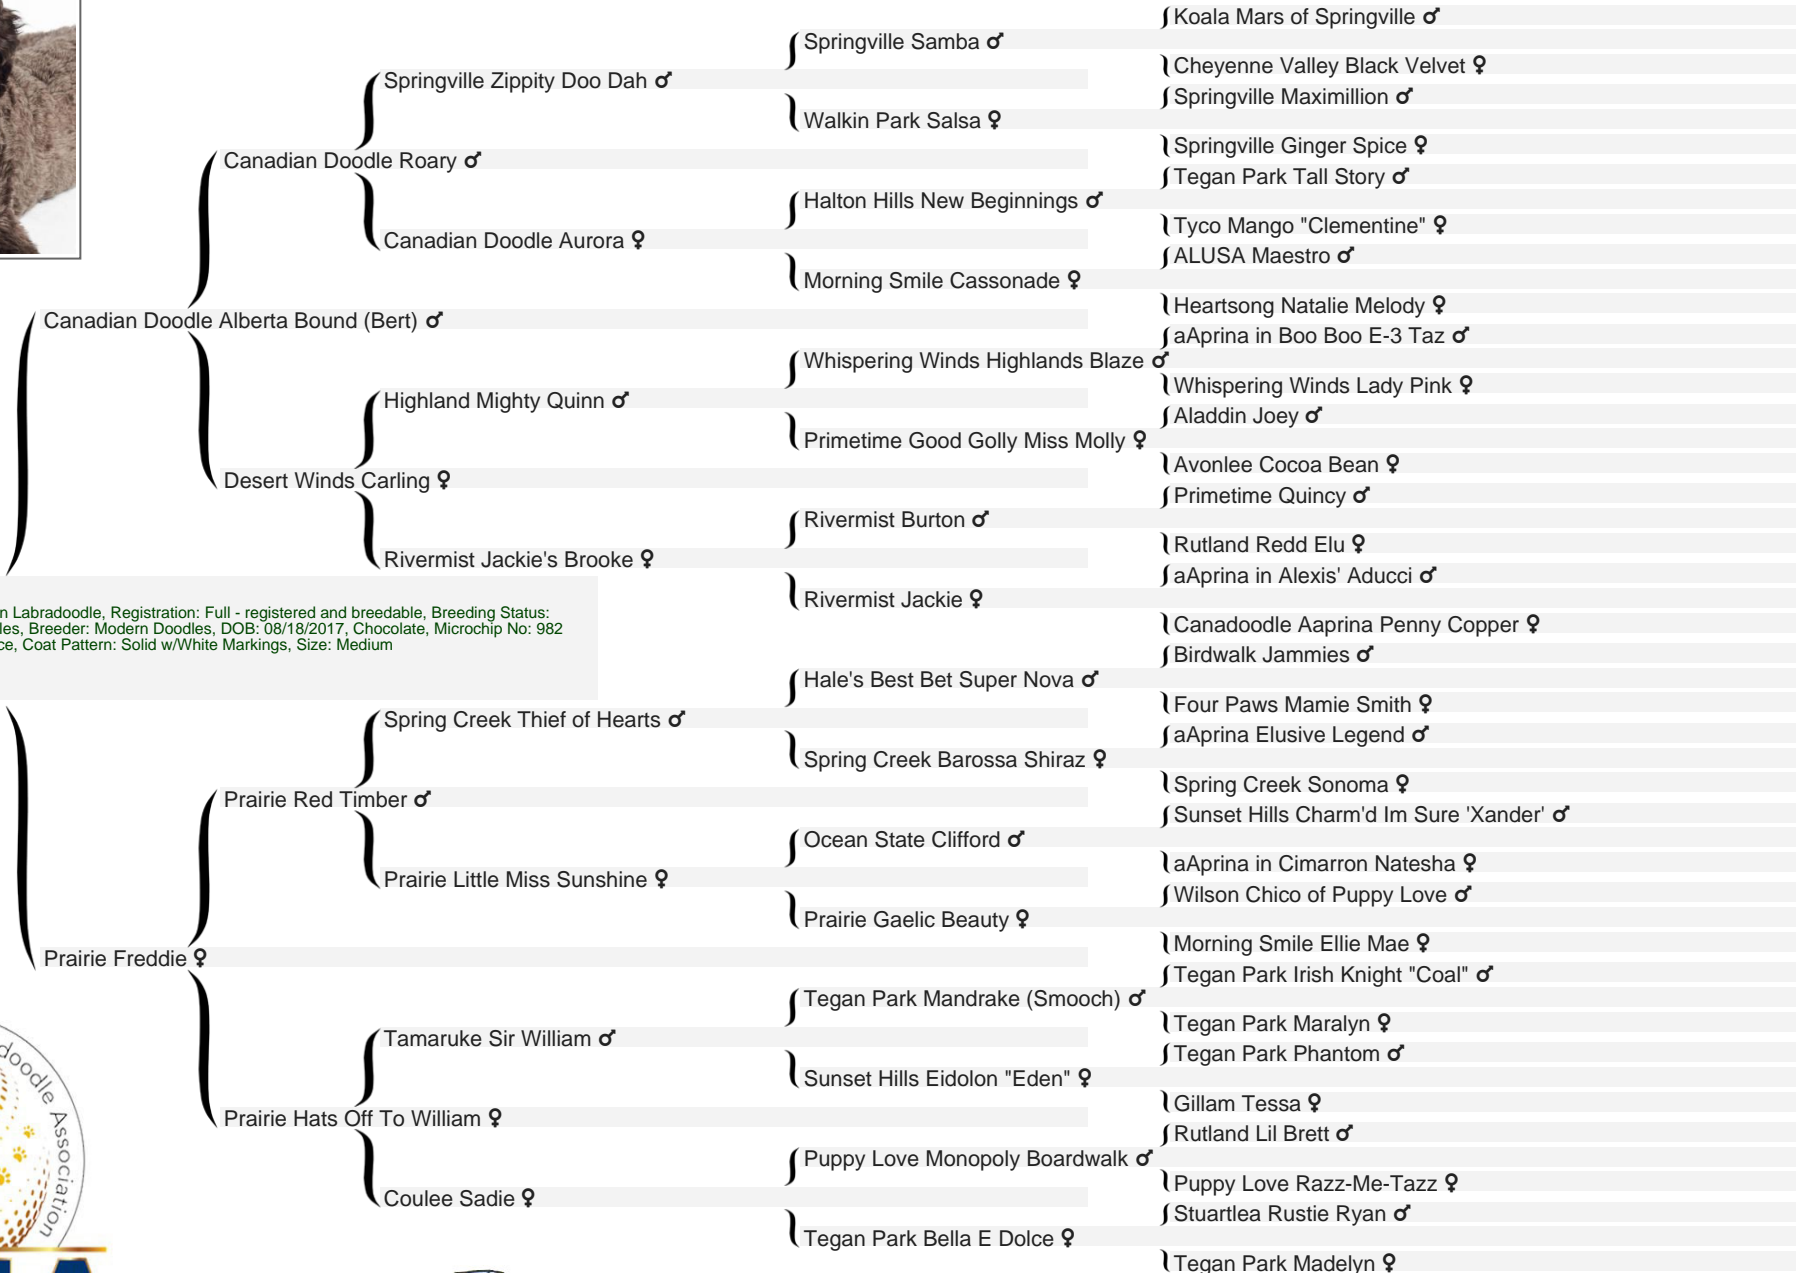 Koala Mars of Springville ♂
Springville Samba ♂
Cheyenne Valley Black Velvet ♀
Springville Zippity Doo Dah ♂
Springville Maximillion ♂
Walkin Park Salsa ♀
Springville Ginger Spice ♀
Canadian Doodle Roary ♂
Tegan Park Tall Story ♂
Halton Hills New Beginnings ♂
Tyco Mango "Clementine" ♀
Canadian Doodle Aurora ♀
ALUSA Maestro ♂
Morning Smile Cassonade ♀
Heartsong Natalie Melody ♀
Canadian Doodle Alberta Bound (Bert) ♂
aAprina in Boo Boo E-3 Taz ♂
Whispering Winds Highlands Blaze ♂
Whispering Winds Lady Pink ♀
Highland Mighty Quinn ♂
Aladdin Joey ♂
Primetime Good Golly Miss Molly ♀
Avonlee Cocoa Bean ♀
Desert Winds Carling ♀
Primetime Quincy ♂
Rivermist Burton ♂
Rutland Redd Elu ♀
Rivermist Jackie's Brooke ♀
aAprina in Alexis' Aducci ♂
Rivermist Jackie ♀
n Labradoodle, Registration: Full - registered and breedable, Breeding Status:
les, Breeder: Modern Doodles, DOB: 08/18/2017, Chocolate, Microchip No: 982
ce, Coat Pattern: Solid w/White Markings, Size: Medium
Canadoodle Aaprina Penny Copper ♀
Birdwalk Jammies ♂
Hale's Best Bet Super Nova ♂
Four Paws Mamie Smith ♀
Spring Creek Thief of Hearts ♂
aAprina Elusive Legend ♂
Spring Creek Barossa Shiraz ♀
Spring Creek Sonoma ♀
Prairie Red Timber ♂
Sunset Hills Charm'd Im Sure 'Xander' ♂
Ocean State Clifford ♂
aAprina in Cimarron Natesha ♀
Prairie Little Miss Sunshine ♀
Wilson Chico of Puppy Love ♂
Prairie Gaelic Beauty ♀
Morning Smile Ellie Mae ♀
Prairie Freddie ♀
Tegan Park Irish Knight "Coal" ♂
Tegan Park Mandrake (Smooch) ♂
Tegan Park Maralyn ♀
Tamaruke Sir William ♂
Tegan Park Phantom ♂
Sunset Hills Eidolon "Eden" ♀
Gillam Tessa ♀
Prairie Hats Off To William ♀
Rutland Lil Brett ♂
Puppy Love Monopoly Boardwalk ♂
Puppy Love Razz-Me-Tazz ♀
Coulee Sadie ♀
Stuartlea Rustie Ryan ♂
Tegan Park Bella E Dolce ♀
Tegan Park Madelyn ♀
doodle Association